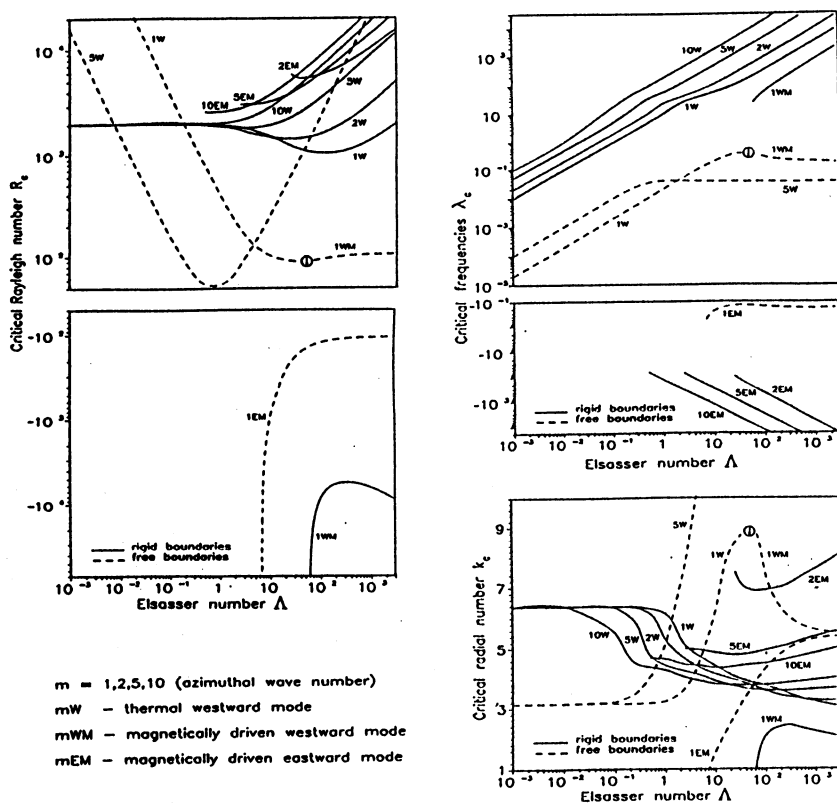 10⁴
10³
10²
Critical Rayleigh number R_c
5W
1W
2EM
5EM
10EM
10W
5W
2W
1W
1WM
-10²
-10³
-10⁴
1EM
1WM
rigid boundaries
free boundaries
10⁻³ 10⁻² 10⁻¹ 1 10 10² 10³
Elsasser number Λ
10³
10
10⁻¹
10⁻³
10⁻⁵
Critical frequencies λ_c
10W
5W
2W
1W
1WM
1WM
5W
1W
-10⁻¹
-10
-10³
1EM
2EM
5EM
10EM
rigid boundaries
free boundaries
10⁻³ 10⁻² 10⁻¹ 1 10 10² 10³
Elsasser number Λ
9
7
5
3
1
Critical radial number k_c
5W
1W
1WM
2EM
10W
5W
2W
1W
5EM
10EM
1WM
1EM
rigid boundaries
free boundaries
10⁻³ 10⁻² 10⁻¹ 1 10 10² 10³
Elsasser number Λ
m = 1,2,5,10 (azimuthal wave number)
mW – thermal westward mode
mWM – magnetically driven westward mode
mEM – magnetically driven eastward mode